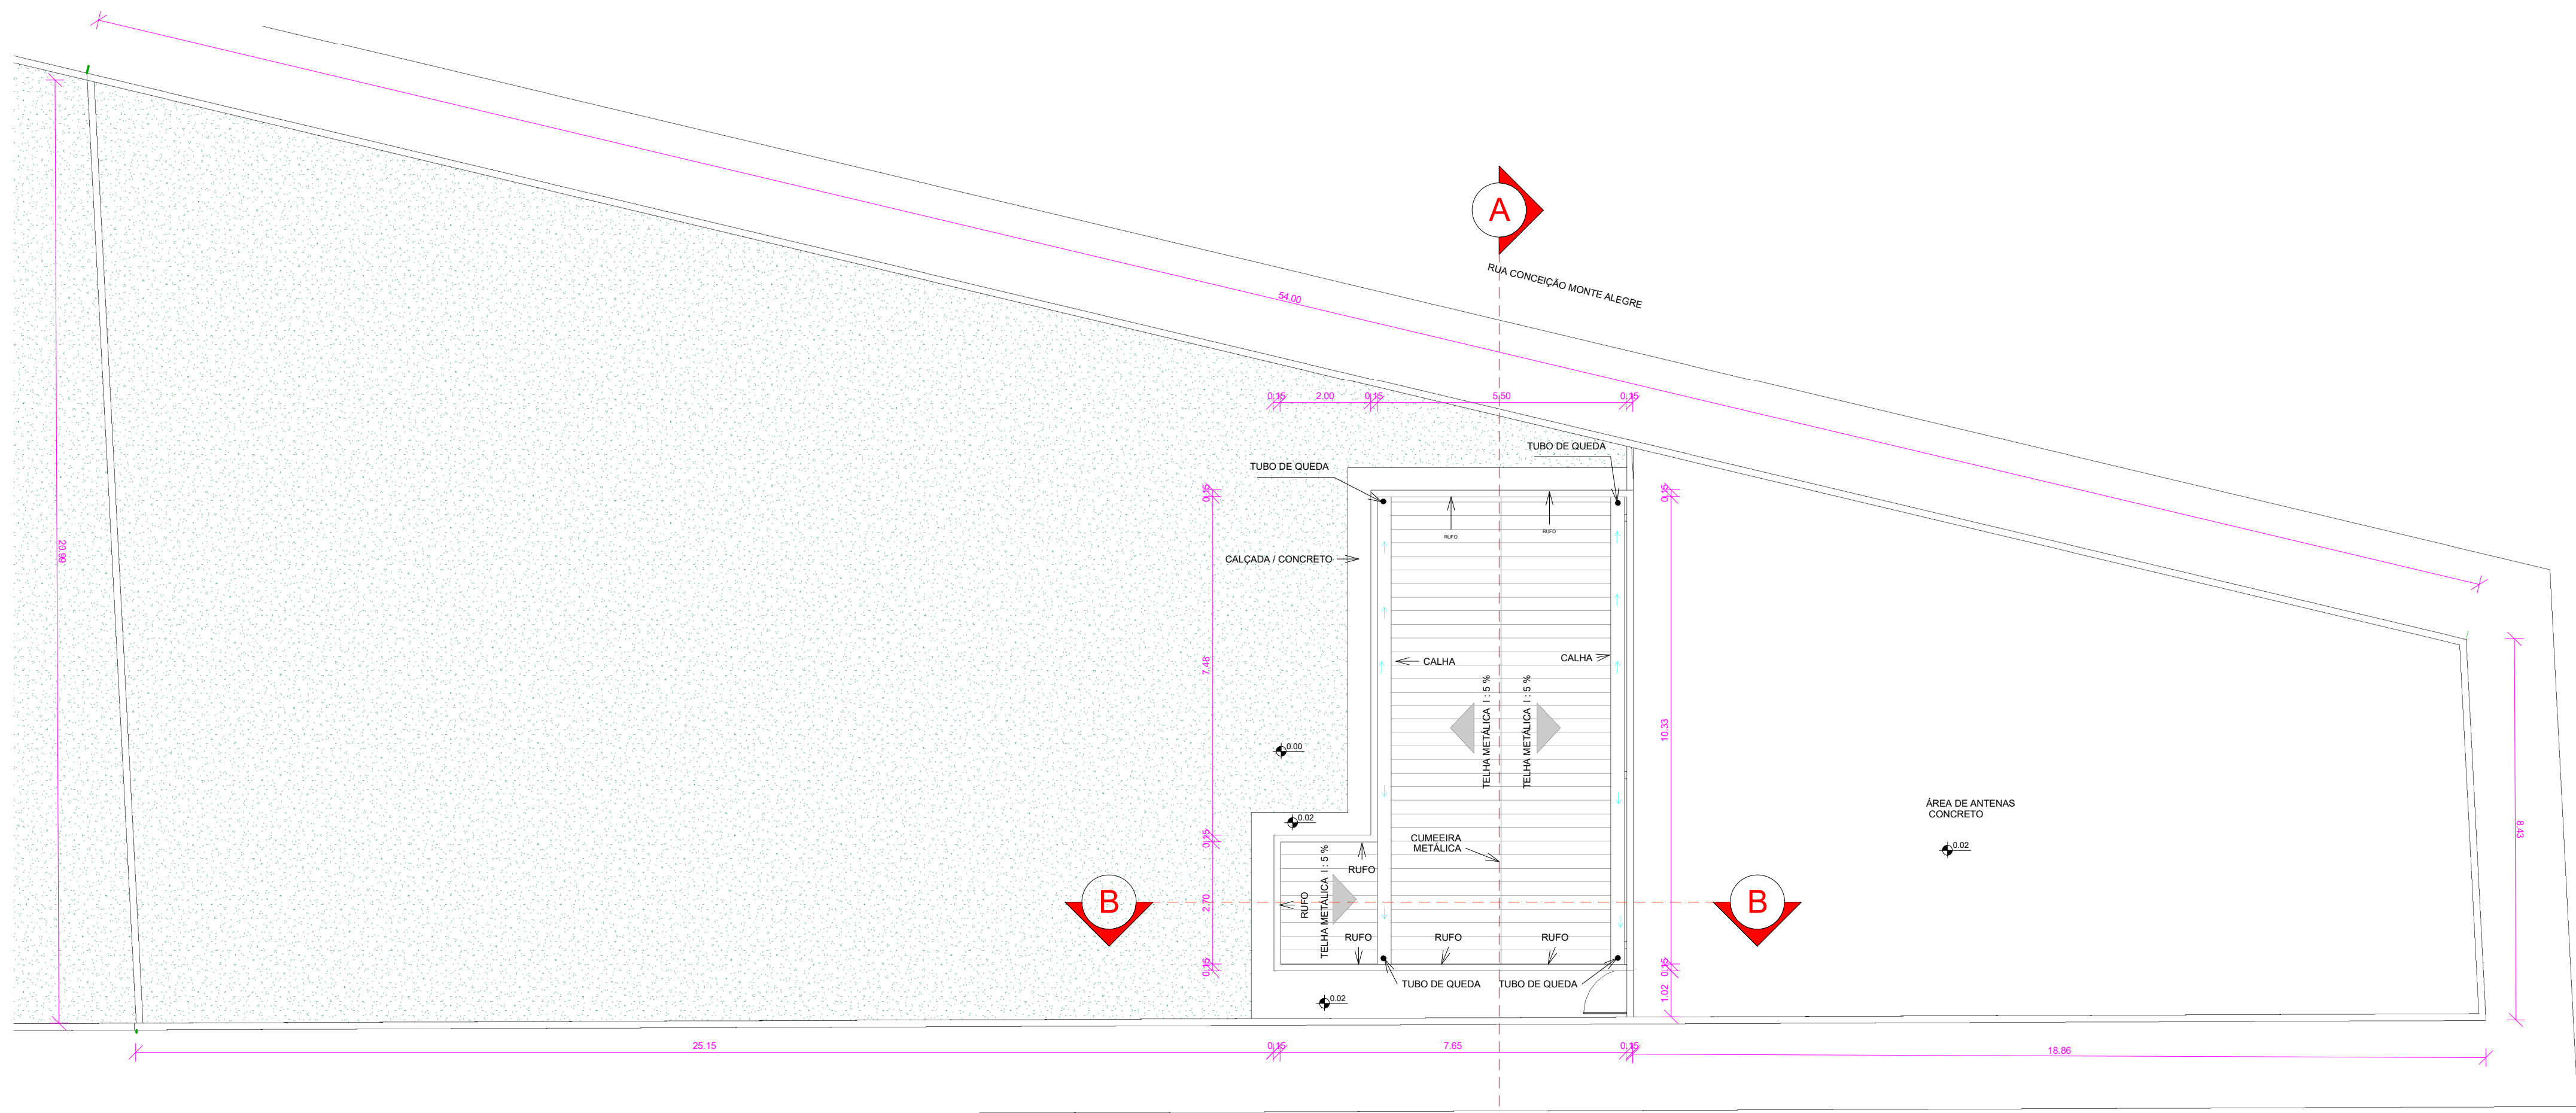 A
RUA CONCEIÇÃO MONTE ALEGRE
54.00
0.15
2.00
0.15
5.50
0.15
TUBO DE QUEDA
TUBO DE QUEDA
0.15
0.15
RUFO
RUFO
20.99
CALÇADA / CONCRETO
7.48
CALHA
CALHA
TELHA METÁLICA I : 5 %
TELHA METÁLICA I : 5 %
10.33
0.00
ÁREA DE ANTENAS
CONCRETO
0.02
0.02
8.43
0.15
CUMEEIRA
METÁLICA
RUFO
TELHA METÁLICA I : 5 %
RUFO
2.70
B
B
RUFO
RUFO
RUFO
0.15
0.15
TUBO DE QUEDA
TUBO DE QUEDA
1.02
0.02
25.15
0.15
7.65
0.15
18.86